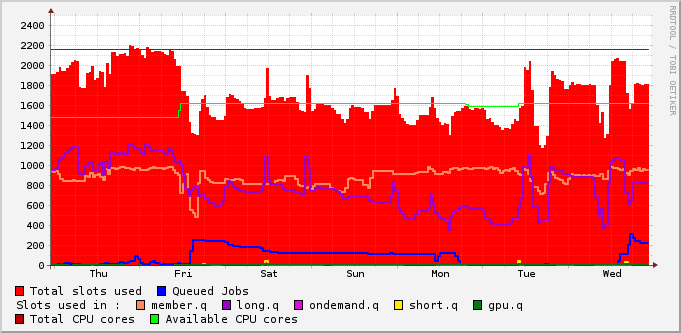 2400
2200
2000
1800
1600
1400
1200
1000
800
600
400
200
0
Thu Fri Sat Sun Mon Tue Wed
RRDTOOL / TOBI OETIKER
Total slots used Queued Jobs
Slots used in : member.q long.q ondemand.q short.q gpu.q
Total CPU cores Available CPU cores